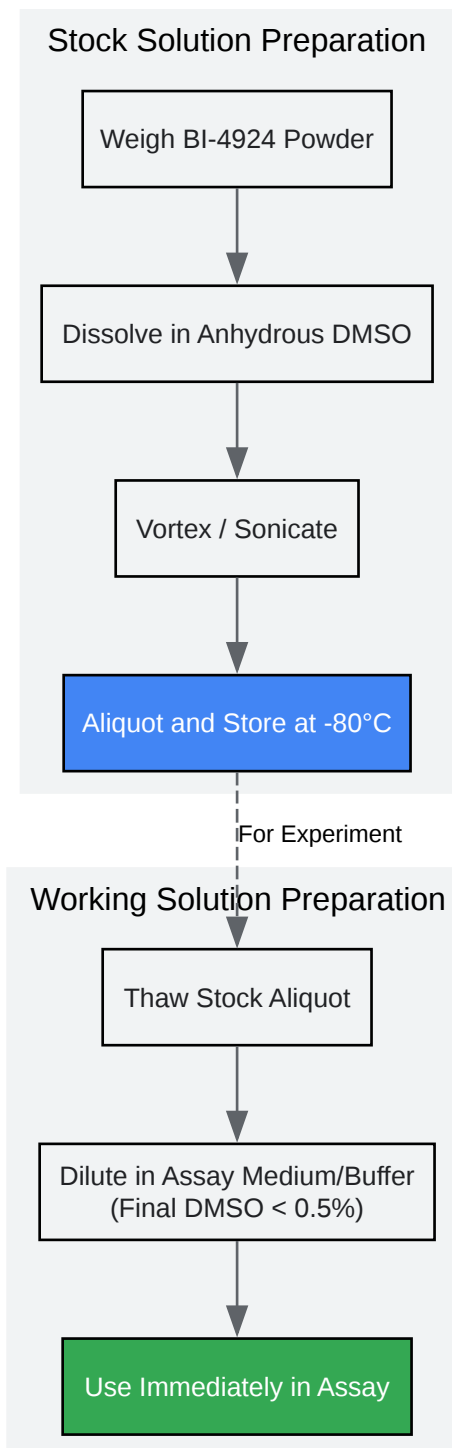 Stock Solution Preparation
Weigh BI-4924 Powder
Dissolve in Anhydrous DMSO
Vortex / Sonicate
Aliquot and Store at -80°C
For Experiment
Working Solution Preparation
Thaw Stock Aliquot
Dilute in Assay Medium/Buffer
(Final DMSO < 0.5%)
Use Immediately in Assay